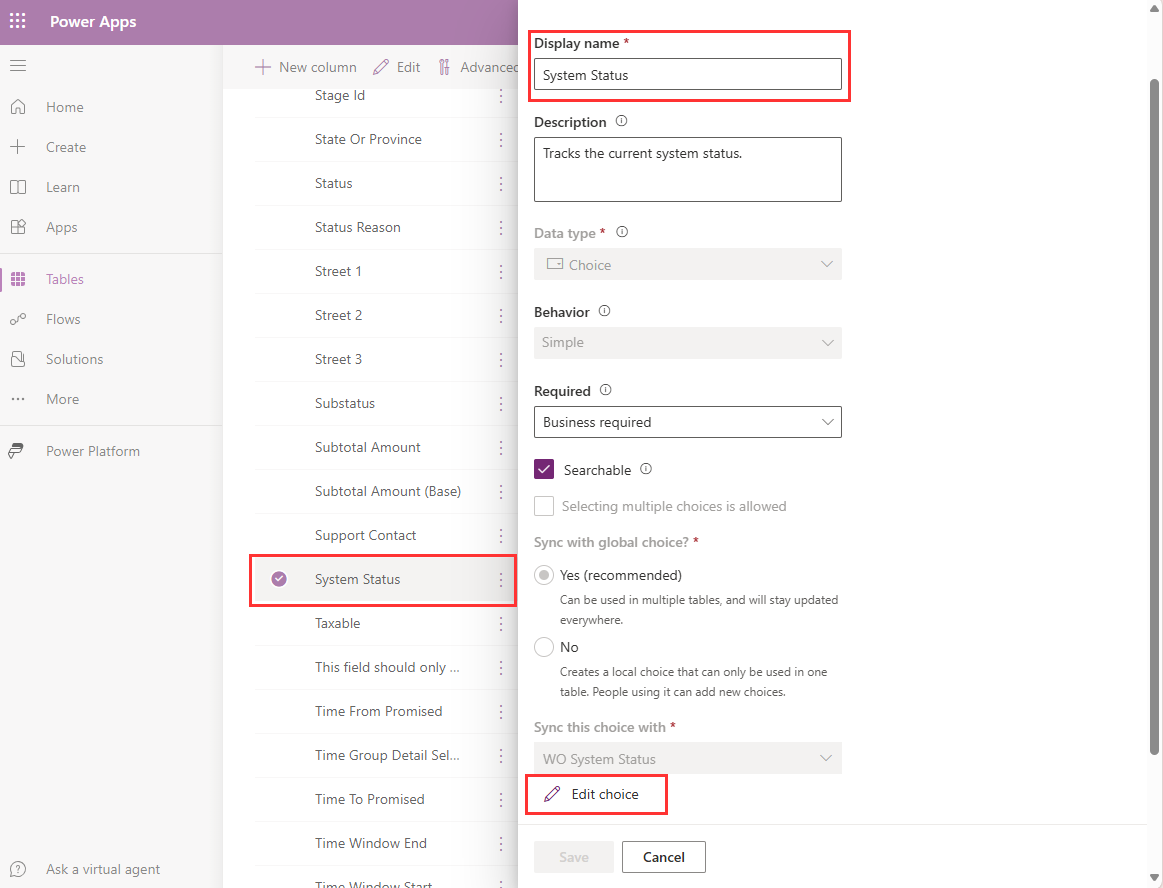 Power Apps
Home
Create
Learn
Apps
Tables
Flows
Solutions
More
Power Platform
Ask a virtual agent
New column
Edit
Advanced
Stage Id
State Or Province
Status
Status Reason
Street 1
Street 2
Street 3
Substatus
Subtotal Amount
Subtotal Amount (Base)
Support Contact
System Status
Taxable
This field should only ...
Time From Promised
Time Group Detail Sel...
Time To Promised
Time Window End
Time Window Start
Display name *
System Status
Description
Tracks the current system status.
Data type *
Choice
Behavior
Simple
Required
Business required
Searchable
Selecting multiple choices is allowed
Sync with global choice? *
Yes (recommended)
Can be used in multiple tables, and will stay updated
everywhere.
No
Creates a local choice that can only be used in one
table. People using it can add new choices.
Sync this choice with *
WO System Status
Edit choice
Save
Cancel